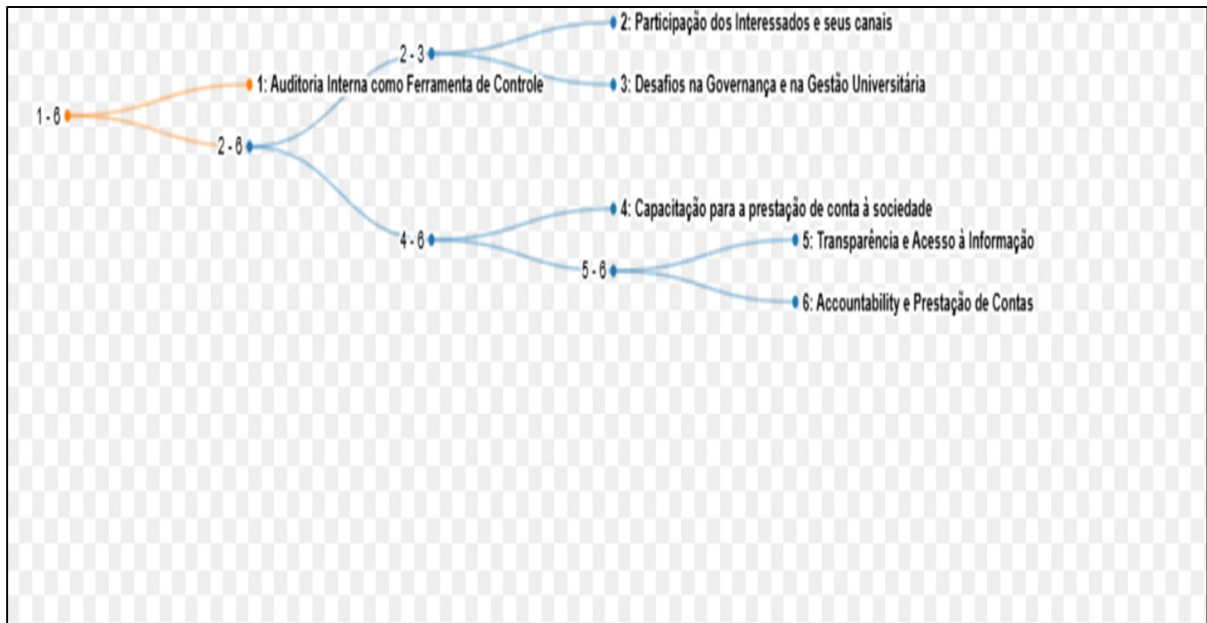 2: Participação dos Interessados e seus canais
2 - 3
1: Auditoria Interna como Ferramenta de Controle
3: Desafios na Governança e na Gestão Universitária
1 - 6
2 - 6
4: Capacitação para a prestação de conta à sociedade
4 - 6
5: Transparência e Acesso à Informação
5 - 6
6: Accountability e Prestação de Contas